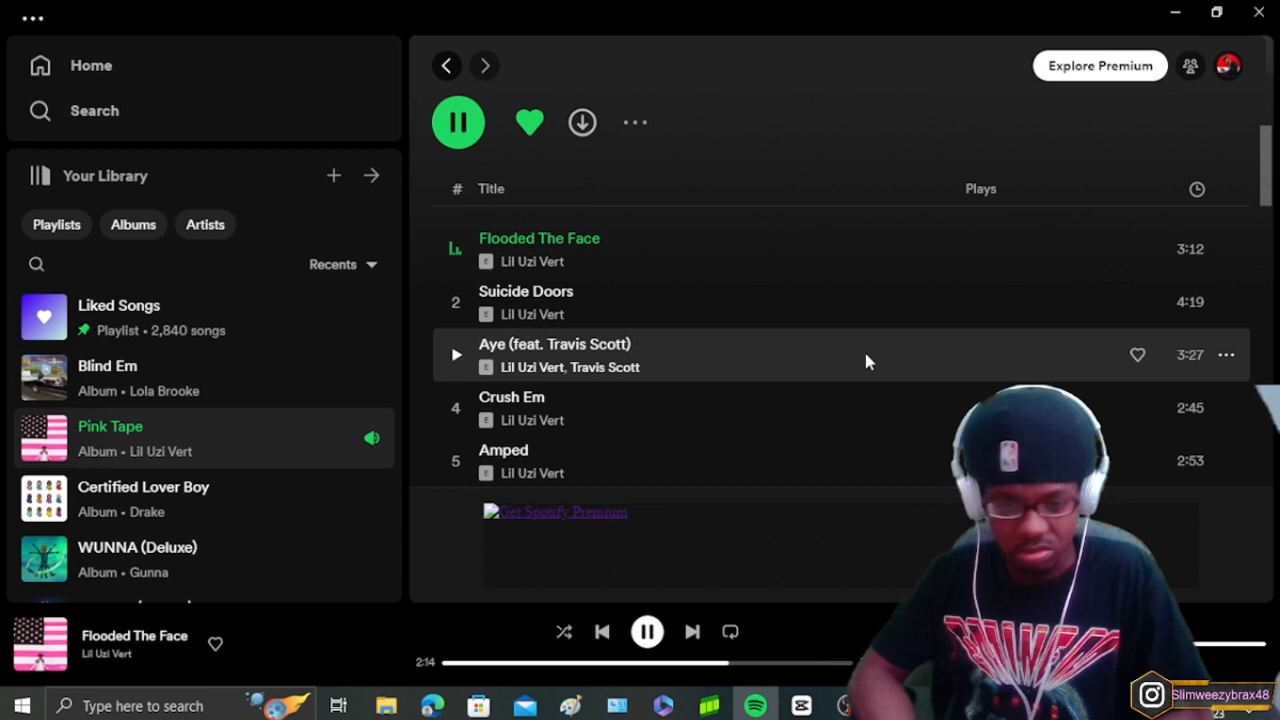 Home
Search
Your Library
Playlists
Albums
Artists
Recents
Liked Songs
Playlist • 2,840 songs
Blind Em
Album • Lola Brooke
Pink Tape
Album • Lil Uzi Vert
Certified Lover Boy
Album • Drake
WUNNA (Deluxe)
Album • Gunna
Explore Premium
# Title Plays
Flooded The Face 3:12
E Lil Uzi Vert
2 Suicide Doors 4:19
E Lil Uzi Vert
Aye (feat. Travis Scott) 3:27
E Lil Uzi Vert, Travis Scott
4 Crush Em 2:45
E Lil Uzi Vert
5 Amped 2:53
E Lil Uzi Vert
Get Spotify Premium
Flooded The Face
Lil Uzi Vert
2:14
Type here to search
Slimweezybrax48
23